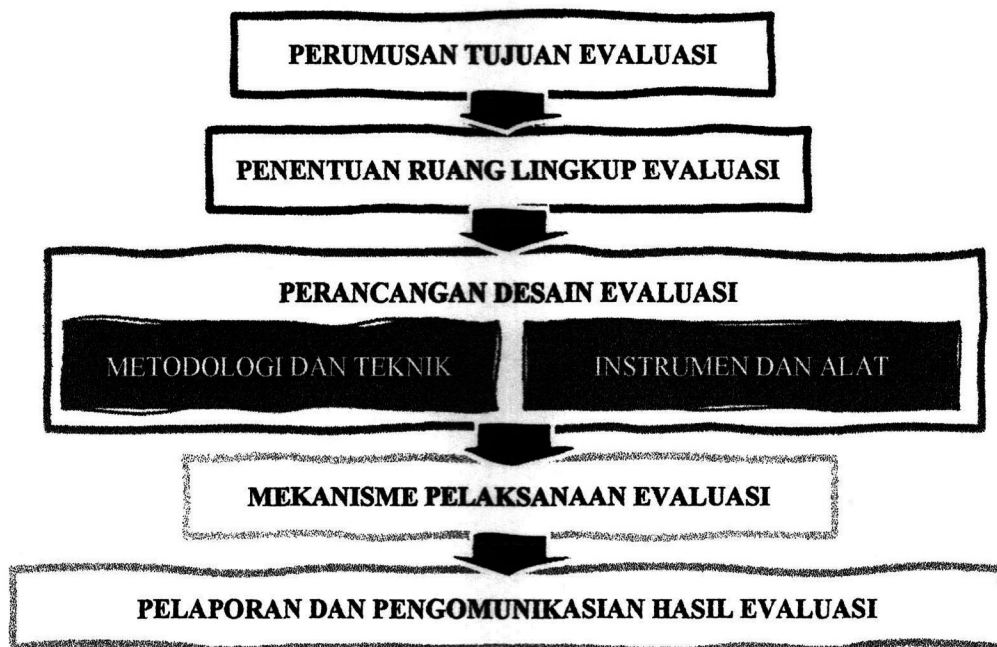 PERUMUSAN TUJUAN EVALUASI
PENENTUAN RUANG LINGKUP EVALUASI
PERANCANGAN DESAIN EVALUASI
METODOLOGI DAN TEKNIK
INSTRUMEN DAN ALAT
MEKANISME PELAKSANAAN EVALUASI
PELAPORAN DAN PENGOMUNIKASIAN HASIL EVALUASI